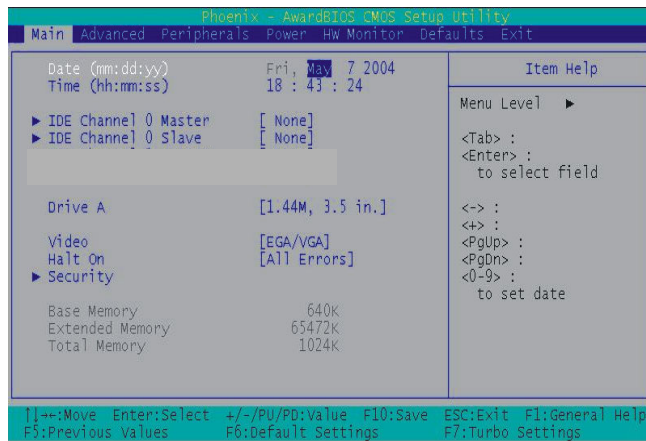 Phoenix - AwardBIOS CMOS Setup Utility
Main Advanced Peripherals Power HW Monitor Defaults Exit
Date (mm:dd:yy) Fri, May 7 2004
Time (hh:mm:ss) 18 : 43 : 24
▶ IDE Channel 0 Master [ None]
▶ IDE Channel 0 Slave [ None]
Drive A [1.44M, 3.5 in.]
Video [EGA/VGA]
Halt On [All Errors]
▶ Security
Base Memory 640K
Extended Memory 65472K
Total Memory 1024K
Item Help
Menu Level ▶
<Tab> :
<Enter> :
to select field
<-> :
<+> :
<PgUp> :
<PgDn> :
<0-9> :
to set date
↑↓→←:Move Enter:Select +/-/PU/PD:Value F10:Save ESC:Exit F1:General Help
F5:Previous Values F6:Default Settings F7:Turbo Settings